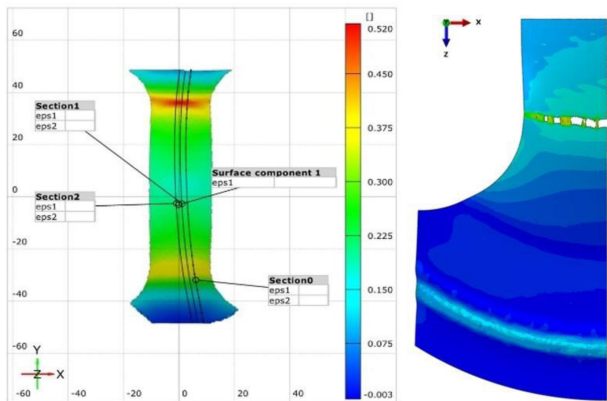 []
60
0.520
X
Z
0.450
40
Section1
eps1
eps2
0.375
20
Surface component 1
eps1
0.300
Section2
eps1
eps2
0
0.225
-20
Section0
eps1
eps2
0.150
-40
0.075
Y
Z X
-60
-0.003
-60 -40 -20 0 20 40